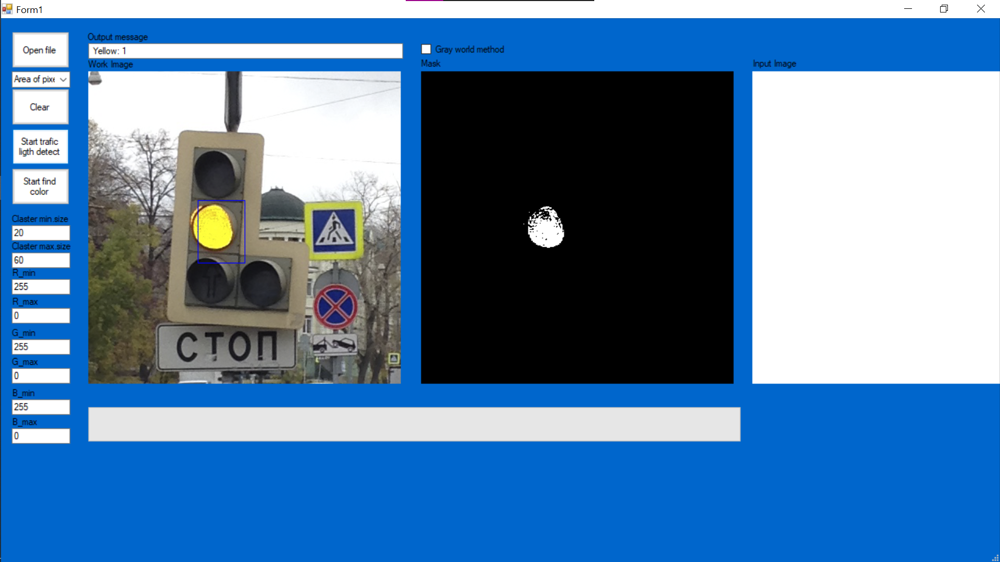 Form1
Open file
Area of pixe
Clear
Start trafic
ligth detect
Start find
color
Claster min.size
20
Claster max.size
60
R_min
255
R_max
0
G_min
255
G_max
0
B_min
255
B_max
0
Output message
Yellow: 1
Work Image
СТОП
Gray world method
Mask
Input Image